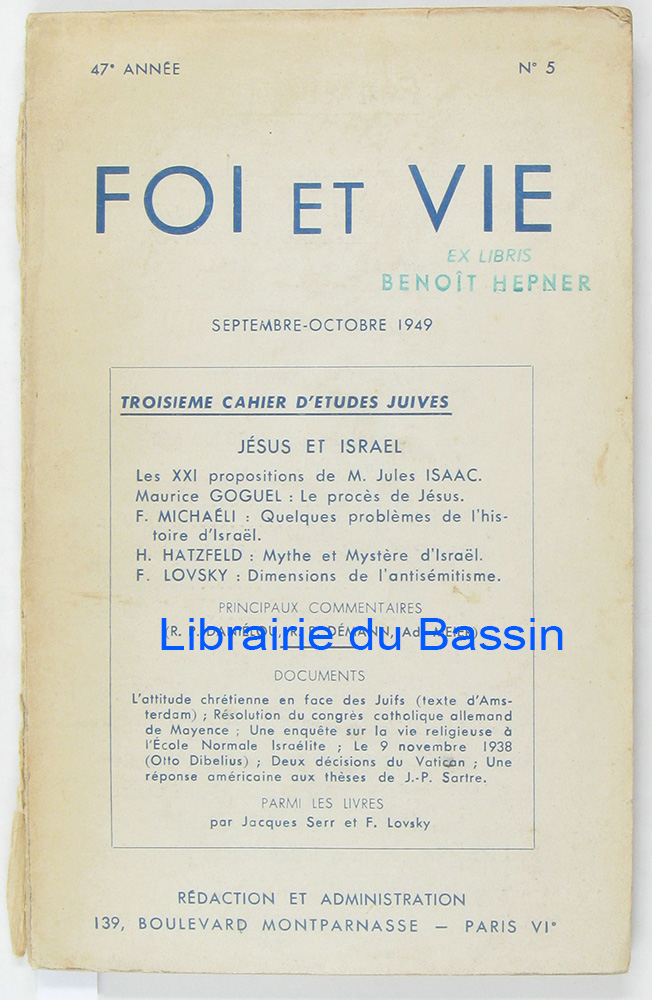 47e ANNÉE
N° 5
FOI ET VIE
EX LIBRIS
BENOÎT HEPNER
SEPTEMBRE-OCTOBRE 1949
TROISIEME CAHIER D'ETUDES JUIVES
JÉSUS ET ISRAEL
Les XXI propositions de M. Jules ISAAC.
Maurice GOGUEL : Le procès de Jésus.
F. MICHAÉLI : Quelques problèmes de l'his-
toire d'Israël.
H. HATZFELD : Mythe et Mystère d'Israël.
F. LOVSKY : Dimensions de l'antisémitisme.
PRINCIPAUX COMMENTAIRES
(R. P. DANIÉLOU, R. P. DÉMANN, Ad. MEIER)
Librairie du Bassin
DOCUMENTS
L'attitude chrétienne en face des Juifs (texte d'Ams-
terdam) ; Résolution du congrès catholique allemand
de Mayence ; Une enquête sur la vie religieuse à
l'École Normale Israélite ; Le 9 novembre 1938
(Otto Dibelius) ; Deux décisions du Vatican ; Une
réponse américaine aux thèses de J.-P. Sartre.
PARMI LES LIVRES
par Jacques Serr et F. Lovsky
RÉDACTION ET ADMINISTRATION
139, BOULEVARD MONTPARNASSE — PARIS VIe